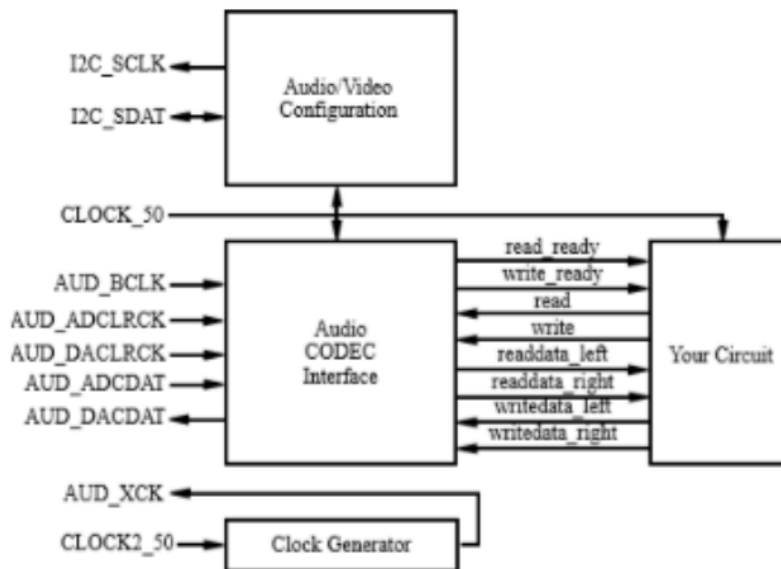 I2C_SCLK
I2C_SDAT
Audio/Video
Configuration
CLOCK_50
AUD_BCLK
AUD_ADCLRCK
AUD_DACLRCK
AUD_ADCDAT
AUD_DACDAT
Audio
CODEC
Interface
read_ready
write_ready
read
write
readdata_left
readdata_right
writedata_left
writedata_right
Your Circuit
AUD_XCK
CLOCK2_50
Clock Generator